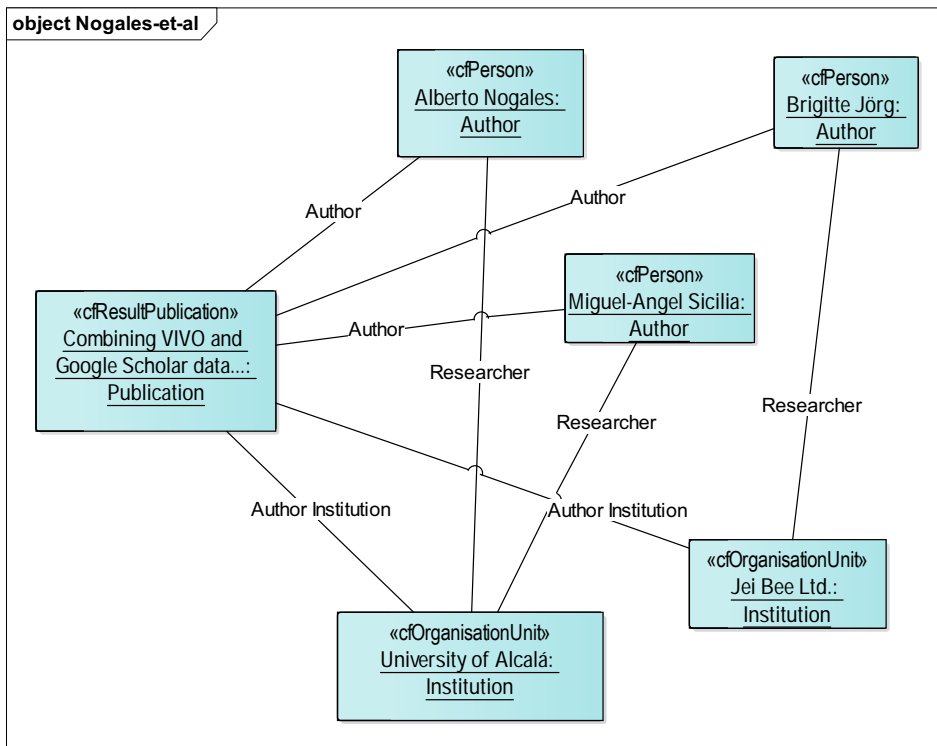 object Nogales-et-al
«cfPerson»
Alberto Nogales:
Author
«cfPerson»
Brigitte Jörg:
Author
Author
Author
«cfPerson»
Miguel-Angel Sicilia:
Author
«cfResultPublication»
Combining VIVO and
Google Scholar data...:
Publication
Author
Researcher
Researcher
Researcher
Author Institution
Author Institution
«cfOrganisationUnit»
Jei Bee Ltd.:
Institution
«cfOrganisationUnit»
University of Alcalá:
Institution